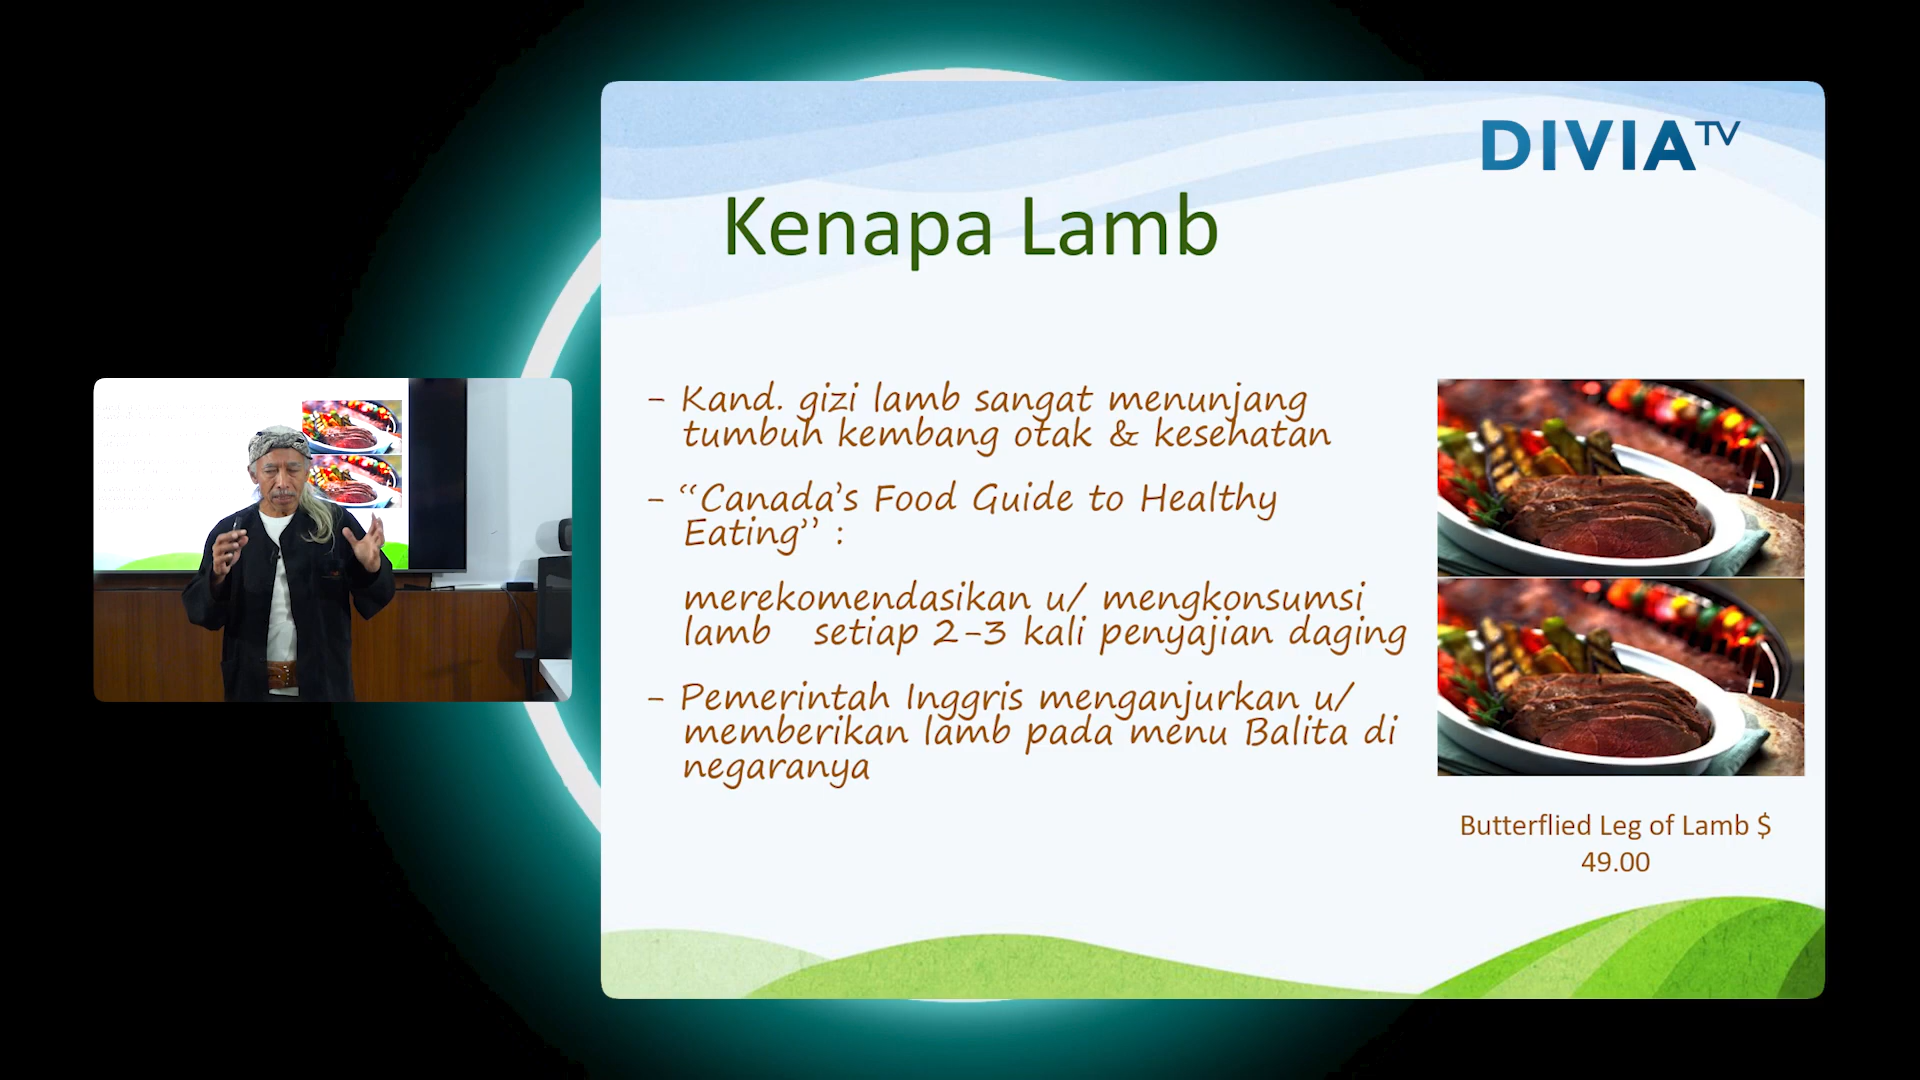 DIVIA TV
Kenapa Lamb
- Kand. gizi lamb sangat menunjang
tumbuh kembang otak & kesehatan
- “Canada’s Food Guide to Healthy
Eating” :
merekomendasikan u/ mengkonsumsi
lamb setiap 2-3 kali penyajian daging
- Pemerintah Inggris menganjurkan u/
memberikan lamb pada menu Balita di
negaranya
Butterflied Leg of Lamb $
49.00